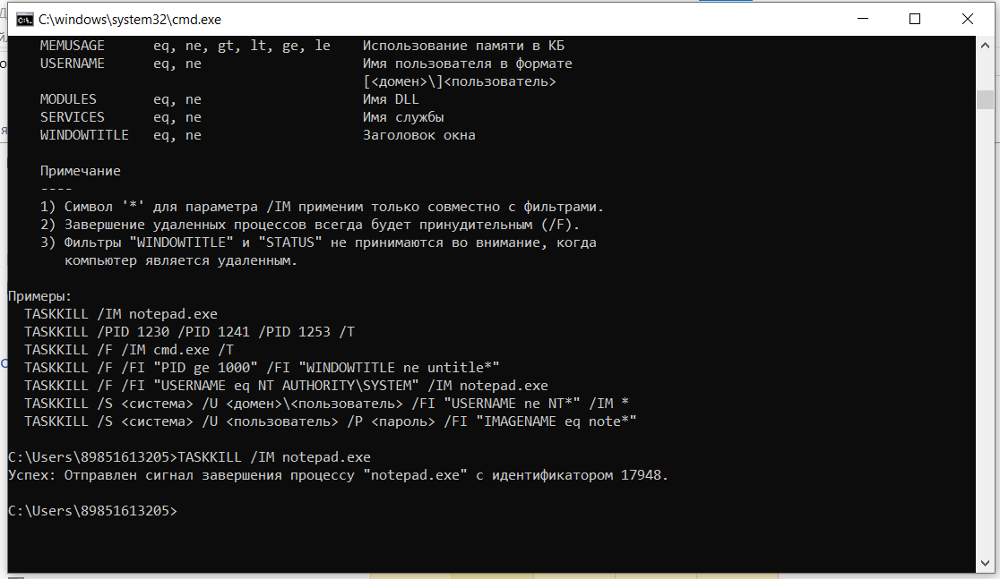 C:\windows\system32\cmd.exe
MEMUSAGE eq, ne, gt, lt, ge, le Использование памяти в КБ
USERNAME eq, ne Имя пользователя в формате
[<домен>\]<пользователь>
MODULES eq, ne Имя DLL
SERVICES eq, ne Имя службы
WINDOWTITLE eq, ne Заголовок окна
Примечание
----
1) Символ '*' для параметра /IM применим только совместно с фильтрами.
2) Завершение удаленных процессов всегда будет принудительным (/F).
3) Фильтры "WINDOWTITLE" и "STATUS" не принимаются во внимание, когда
компьютер является удаленным.
Примеры:
TASKKILL /IM notepad.exe
TASKKILL /PID 1230 /PID 1241 /PID 1253 /T
TASKKILL /F /IM cmd.exe /T
TASKKILL /F /FI "PID ge 1000" /FI "WINDOWTITLE ne untitle*"
TASKKILL /F /FI "USERNAME eq NT AUTHORITY\SYSTEM" /IM notepad.exe
TASKKILL /S <система> /U <домен>\<пользователь> /FI "USERNAME ne NT*" /IM *
TASKKILL /S <система> /U <пользователь> /P <пароль> /FI "IMAGENAME eq note*"
C:\Users\89851613205>TASKKILL /IM notepad.exe
Успех: Отправлен сигнал завершения процессу "notepad.exe" с идентификатором 17948.
C:\Users\89851613205>